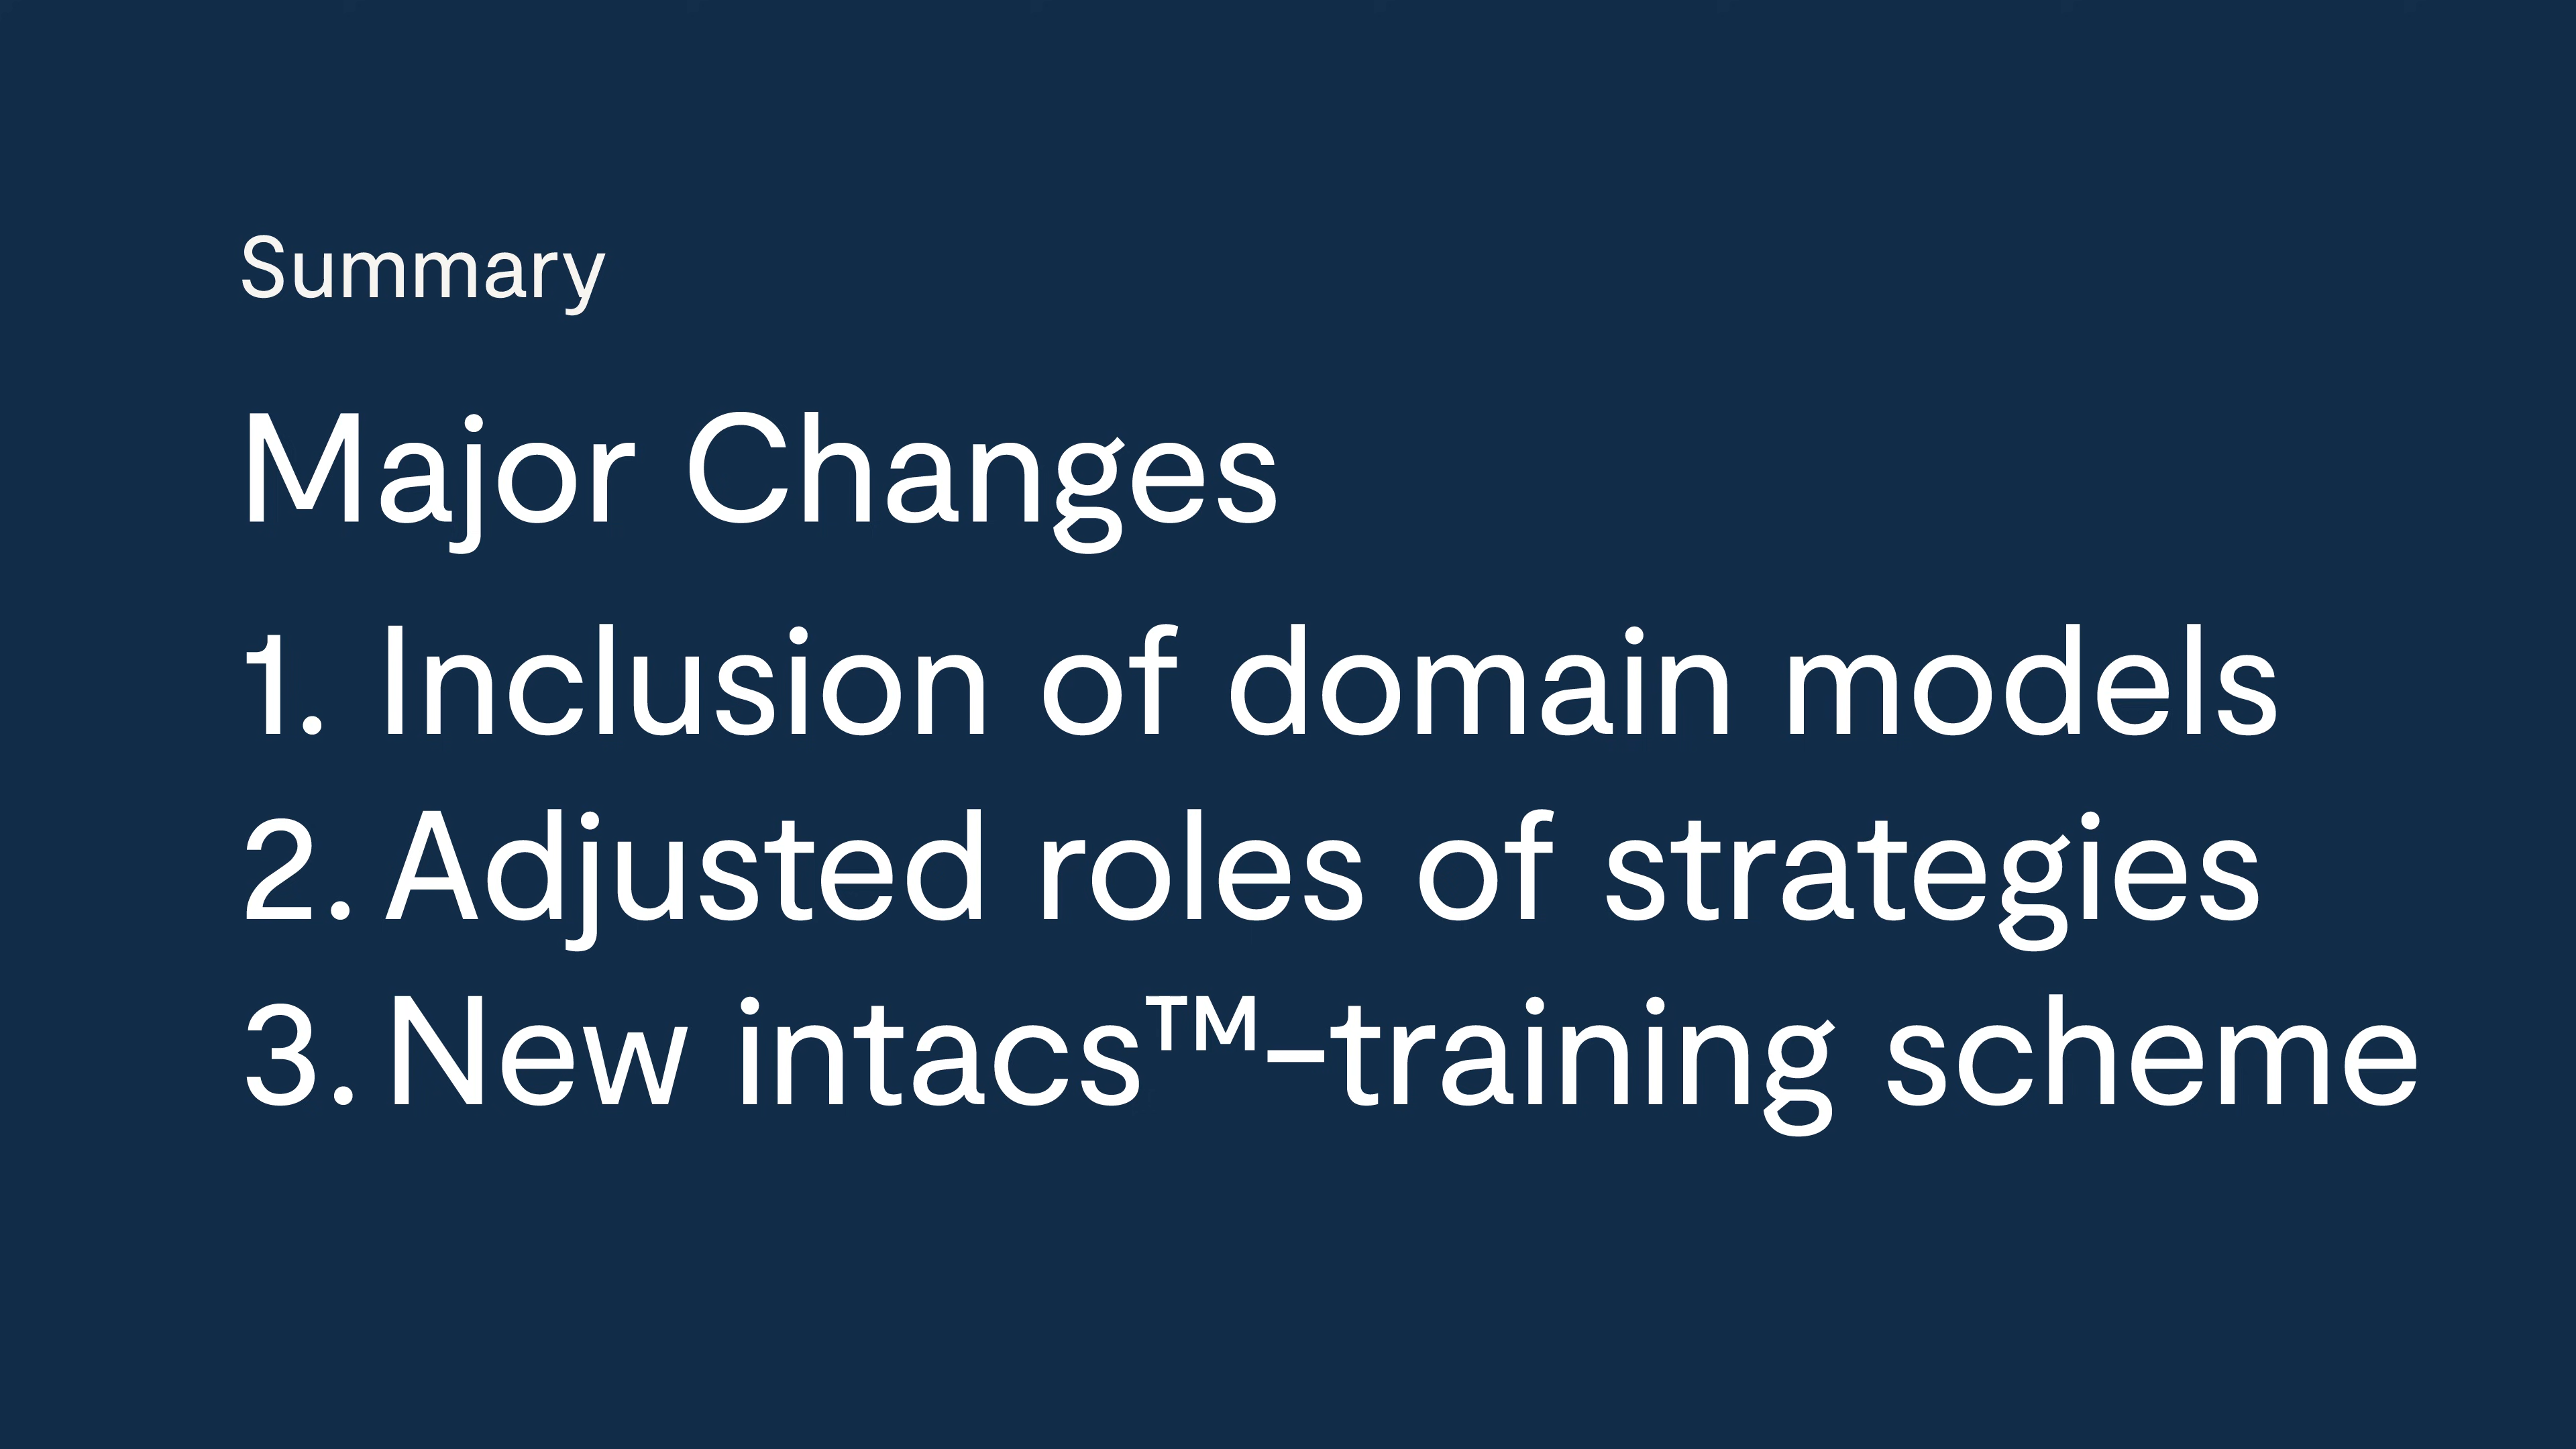 Summary
Major Changes
1. Inclusion of domain models
2. Adjusted roles of strategies
3. New intacs™-training scheme